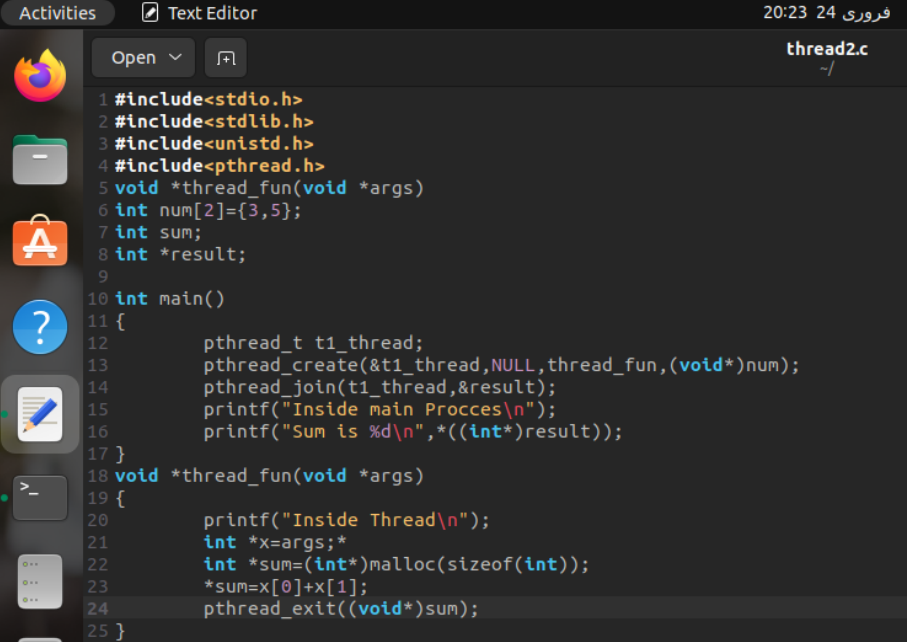 Activities Text Editor فروری 24 20:23
Open thread2.c
~/
1 #include<stdio.h>
2 #include<stdlib.h>
3 #include<unistd.h>
4 #include<pthread.h>
5 void *thread_fun(void *args)
6 int num[2]={3,5};
7 int sum;
8 int *result;
9
10 int main()
11 {
12 pthread_t t1_thread;
13 pthread_create(&t1_thread,NULL,thread_fun,(void*)num);
14 pthread_join(t1_thread,&result);
15 printf("Inside main Procces\n");
16 printf("Sum is %d\n",*((int*)result));
17 }
18 void *thread_fun(void *args)
19 {
20 printf("Inside Thread\n");
21 int *x=args;*
22 int *sum=(int*)malloc(sizeof(int));
23 *sum=x[0]+x[1];
24 pthread_exit((void*)sum);
25 }